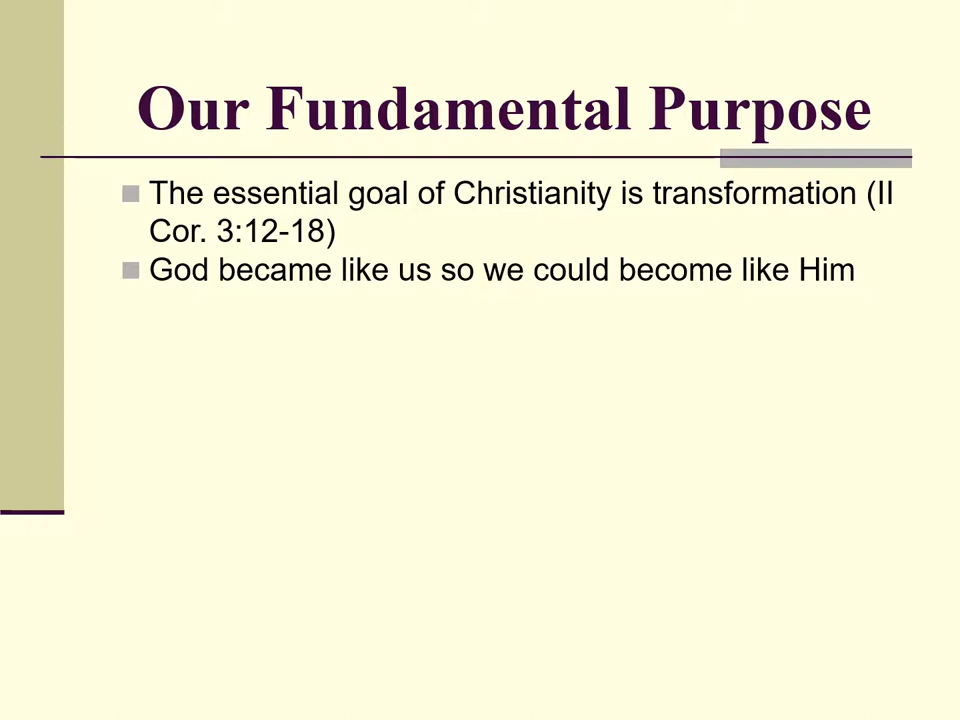 Our Fundamental Purpose
The essential goal of Christianity is transformation (II
Cor. 3:12-18)
God became like us so we could become like Him